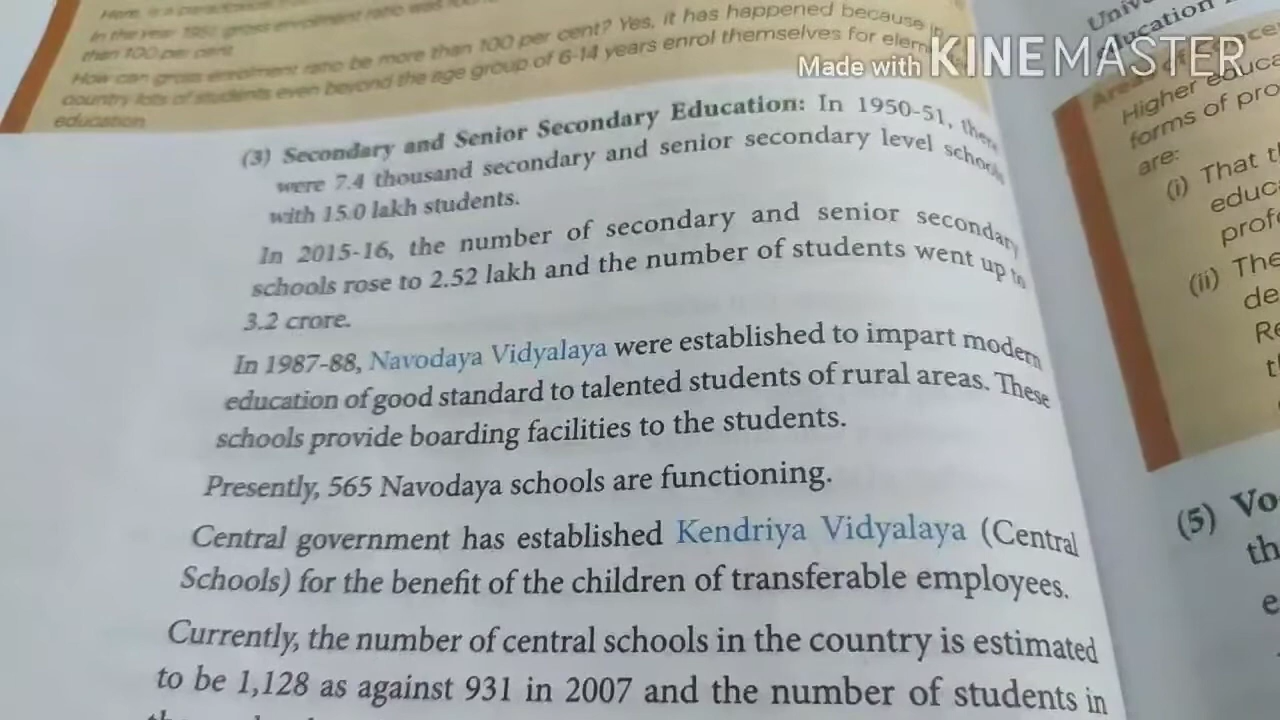 In the year 1950 gross enrolment ratio was
than 100 per cent.
How can gross enrolment ratio be more than 100 per cent? Yes, it has happened because in
country lots of students even beyond the age group of 6-14 years enrol themselves for elem
education.
Made with KINEMASTER
(3) Secondary and Senior Secondary Education: In 1950-51, there
were 7.4 thousand secondary and senior secondary level schools
with 15.0 lakh students.
In 2015-16, the number of secondary and senior secondary
schools rose to 2.52 lakh and the number of students went up to
3.2 crore.
In 1987-88, Navodaya Vidyalaya were established to impart modern
education of good standard to talented students of rural areas. These
schools provide boarding facilities to the students.
Presently, 565 Navodaya schools are functioning.
Central government has established Kendriya Vidyalaya (Central
Schools) for the benefit of the children of transferable employees.
Currently, the number of central schools in the country is estimated
to be 1,128 as against 931 in 2007 and the number of students in
Univ
education
Higher educa
forms of pro
are:
(i) That t
educ
prof
(ii) The
de
Re
t
(5) Vo
th
e